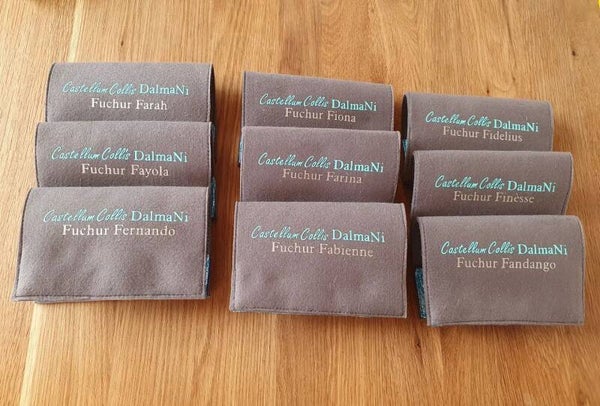 Castellum Collis DalmaNi
Fuchur Farah
Castellum Collis DalmaNi
Fuchur Fayola
Castellum Collis DalmaNi
Fuchur Fernando
Castellum Collis DalmaNi
Fuchur Fiona
Castellum Collis DalmaNi
Fuchur Farina
Castellum Collis DalmaNi
Fuchur Fabienne
Castellum Collis DalmaNi
Fuchur Fidelius
Castellum Collis DalmaNi
Fuchur Finesse
Castellum Collis DalmaNi
Fuchur Fandango